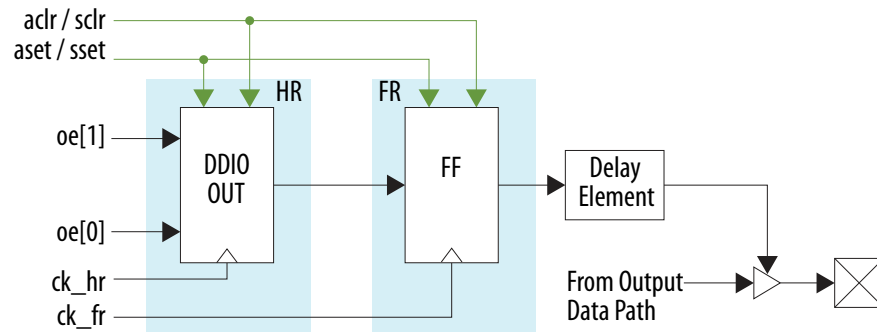 aclr / sclr
aset / sset
HR
FR
oe[1]
DDIO
OUT
FF
Delay
Element
oe[0]
ck_hr
From Output
Data Path
ck_fr